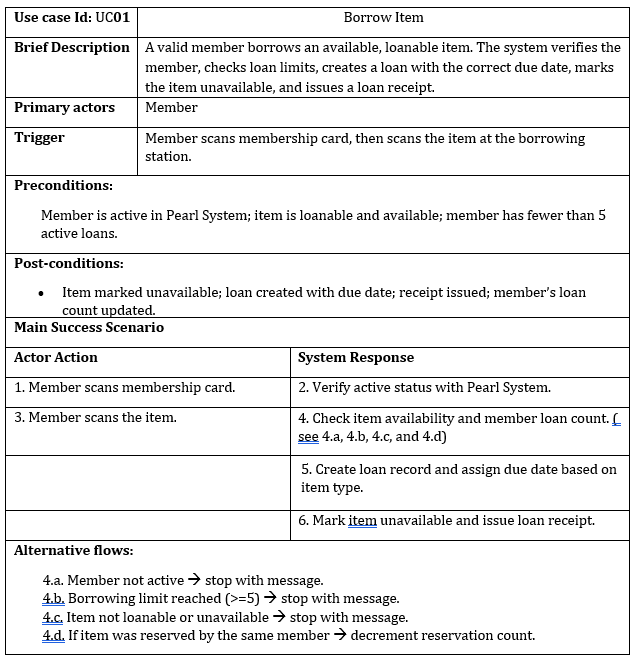 Use case Id: UC01
Borrow Item
Brief Description
A valid member borrows an available, loanable item. The system verifies the
member, checks loan limits, creates a loan with the correct due date, marks
the item unavailable, and issues a loan receipt.
Primary actors
Member
Trigger
Member scans membership card, then scans the item at the borrowing
station.
Preconditions:
Member is active in Pearl System; item is loanable and available; member has fewer than 5
active loans.
Post-conditions:
• Item marked unavailable; loan created with due date; receipt issued; member’s loan
count updated.
Main Success Scenario
Actor Action
System Response
1. Member scans membership card.
2. Verify active status with Pearl System.
3. Member scans the item.
4. Check item availability and member loan count. (
see 4.a, 4.b, 4.c, and 4.d)
5. Create loan record and assign due date based on
item type.
6. Mark item unavailable and issue loan receipt.
Alternative flows:
4.a. Member not active → stop with message.
4.b. Borrowing limit reached (>=5) → stop with message.
4.c. Item not loanable or unavailable → stop with message.
4.d. If item was reserved by the same member → decrement reservation count.